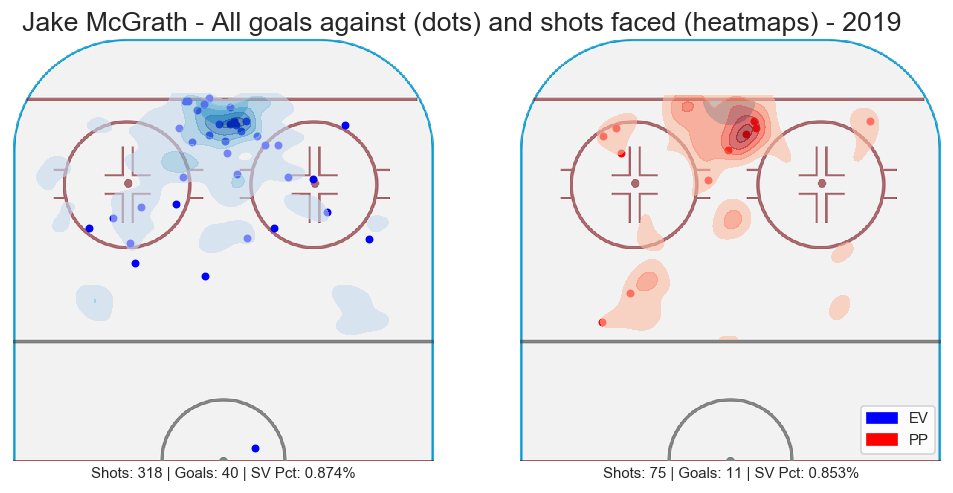 Jake McGrath - All goals against (dots) and shots faced (heatmaps) - 2019
EV
PP
Shots: 318 | Goals: 40 | SV Pct: 0.874%
Shots: 75 | Goals: 11 | SV Pct: 0.853%